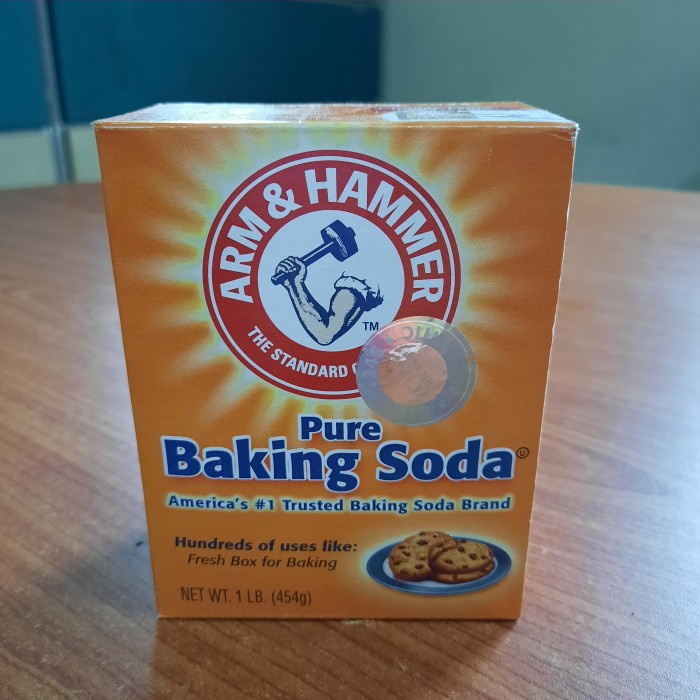 ARM & HAMMER
THE STANDARD
TM
Pure
Baking Soda
America's #1 Trusted Baking Soda Brand
Hundreds of uses like:
Fresh Box for Baking
NET WT. 1 LB. (454g)